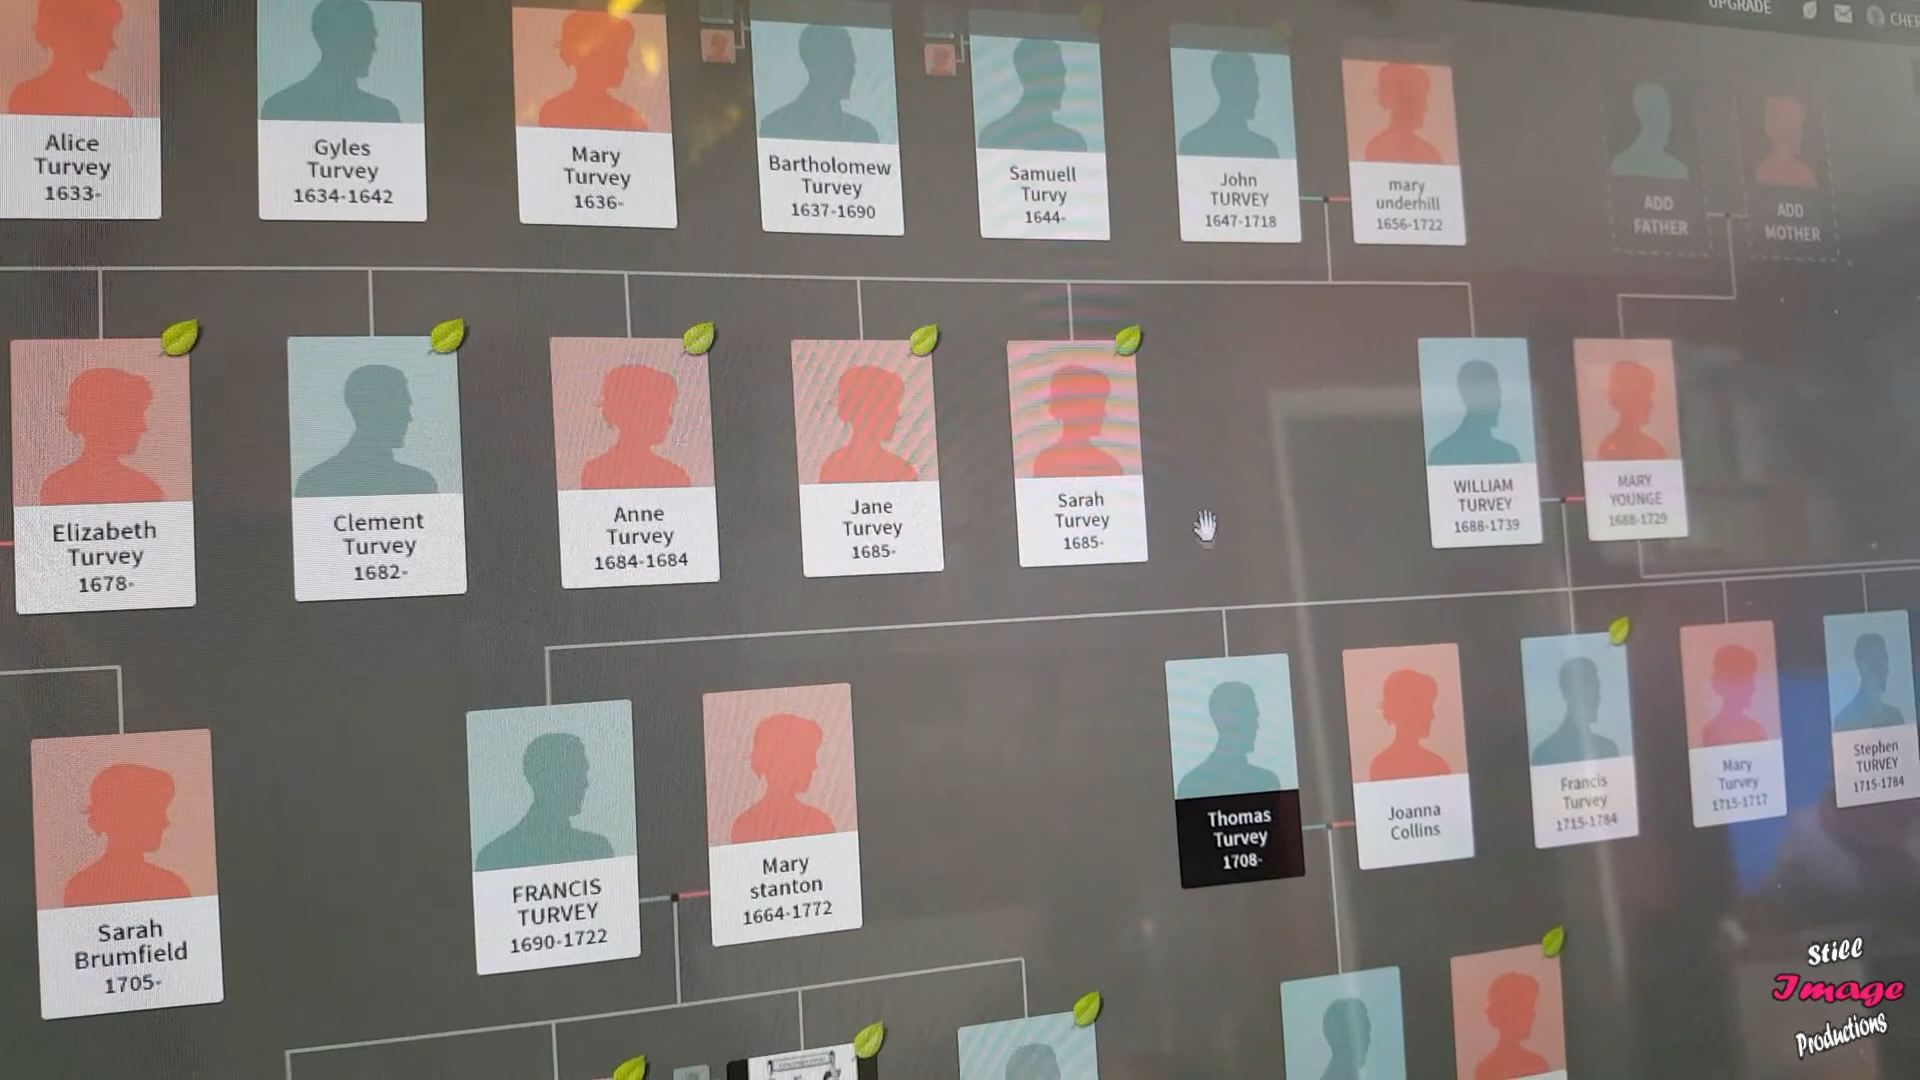 UPGRADE
CHER
Alice
Turvey
1633-
Gyles
Turvey
1634-1642
Mary
Turvey
1636-
Bartholomew
Turvey
1637-1690
Samuell
Turvy
1644-
John
TURVEY
1647-1718
mary
underhill
1656-1722
ADD
FATHER
ADD
MOTHER
Elizabeth
Turvey
1678-
Clement
Turvey
1682-
Anne
Turvey
1684-1684
Jane
Turvey
1685-
Sarah
Turvey
1685-
WILLIAM
TURVEY
1688-1739
MARY
YOUNGE
1688-1729
Sarah
Brumfield
1705-
FRANCIS
TURVEY
1690-1722
Mary
stanton
1664-1772
Thomas
Turvey
1708-
Joanna
Collins
Francis
Turvey
1715-1784
Mary
Turvey
1715-1717
Stephen
TURVEY
1715-1784
Still
Image
Productions